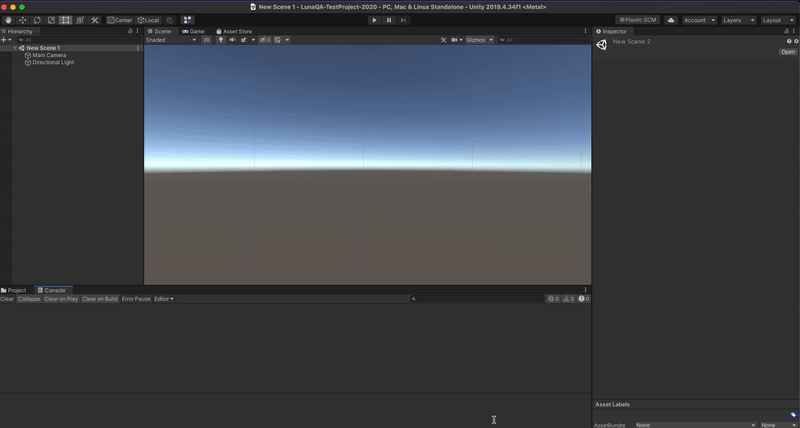 New Scene 1 - LunaQA-TestProject-2020 - PC, Mac & Linux Standalone - Unity 2019.4.34f1 <Metal>
Center Local Plastic SCM Account Layers Layout
Hierarchy Scene Game Asset Store Inspector
All Shaded 2D 0 Gizmos All
New Scene 1 New Scene 2
Main Camera Open
Directional Light
Project Console
Clear Collapse Clear on Play Clear on Build Error Pause Editor 0 0 0
Asset Labels
AssetBundle None None